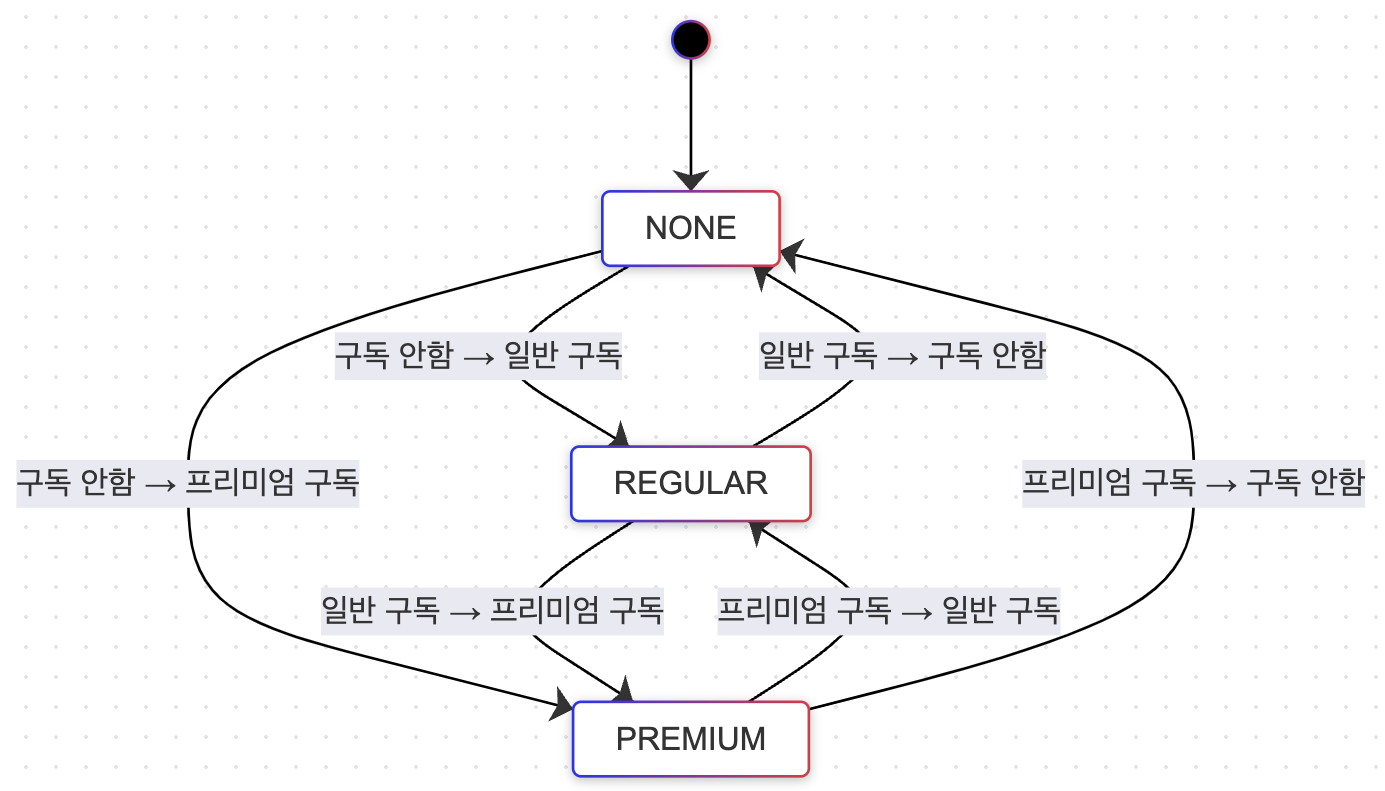 NONE
구독 안함 → 일반 구독
일반 구독 → 구독 안함
구독 안함 → 프리미엄 구독
REGULAR
프리미엄 구독 → 구독 안함
일반 구독 → 프리미엄 구독
프리미엄 구독 → 일반 구독
PREMIUM